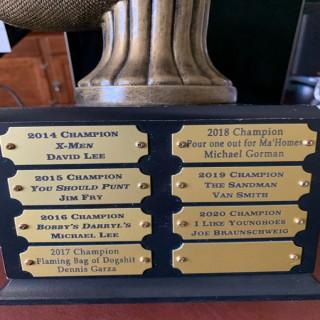 2014 CHAMPION
X-MEN
DAVID LEE
2015 CHAMPION
YOU SHOULD PUNT
JIM FRY
2016 CHAMPION
BOBBY'S DARRYL'S
MICHAEL LEE
2017 Champion
Flaming Bag of Dogshit
Dennis Garza
2018 Champion
Pour one out for Ma'Homes
Michael Gorman
2019 CHAMPION
THE SANDMAN
VAN SMITH
2020 CHAMPION
I LIKE YOUNGHOES
JOE BRAUNSCHWEIG